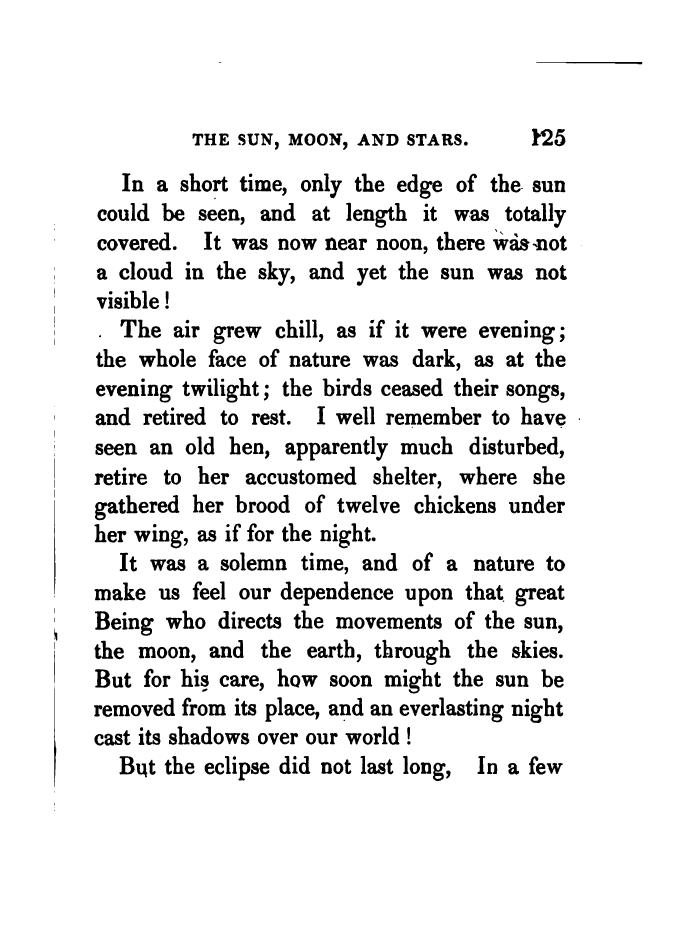 THE SUN, MOON, AND STARS. 125
In a short time, only the edge of the sun
could be seen, and at length it was totally
covered. It was now near noon, there was not
a cloud in the sky, and yet the sun was not
visible!
The air grew chill, as if it were evening;
the whole face of nature was dark, as at the
evening twilight; the birds ceased their songs,
and retired to rest. I well remember to have
seen an old hen, apparently much disturbed,
retire to her accustomed shelter, where she
gathered her brood of twelve chickens under
her wing, as if for the night.
It was a solemn time, and of a nature to
make us feel our dependence upon that great
Being who directs the movements of the sun,
the moon, and the earth, through the skies.
But for his care, how soon might the sun be
removed from its place, and an everlasting night
cast its shadows over our world!
But the eclipse did not last long, In a few